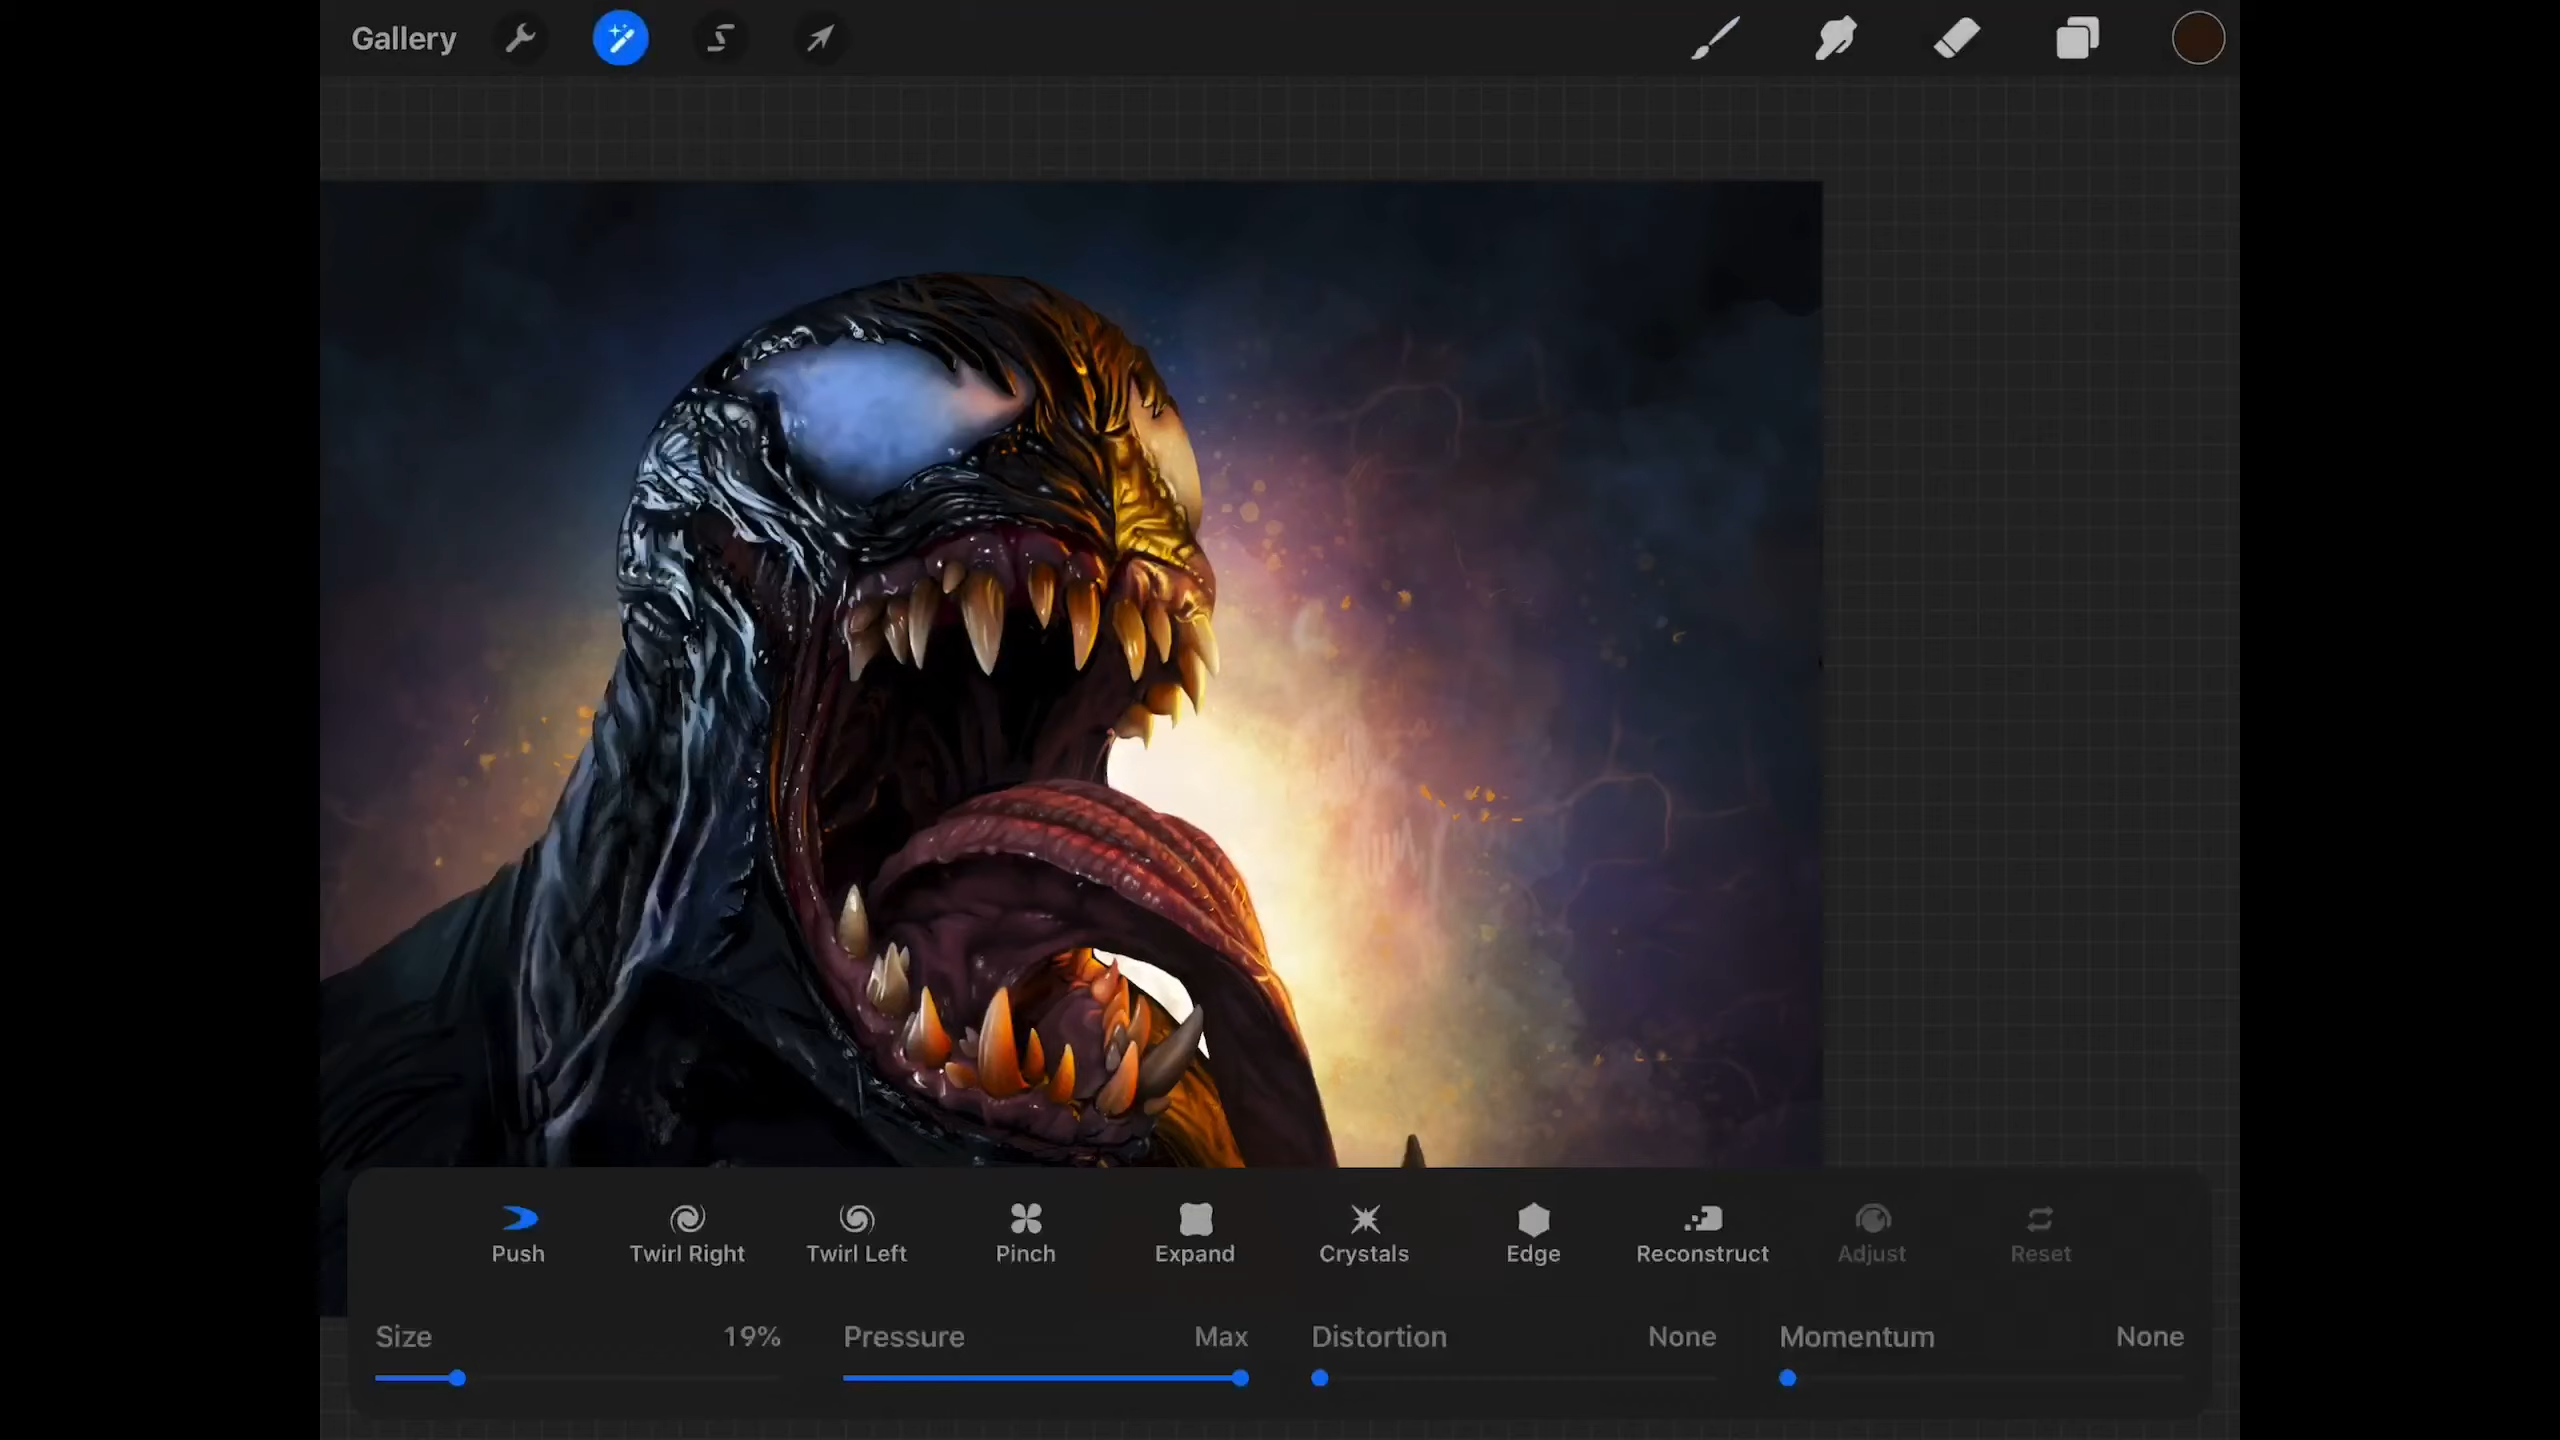 Gallery
Push Twirl Right Twirl Left Pinch Expand Crystals Edge Reconstruct Adjust Reset
Size 19% Pressure Max Distortion None Momentum None